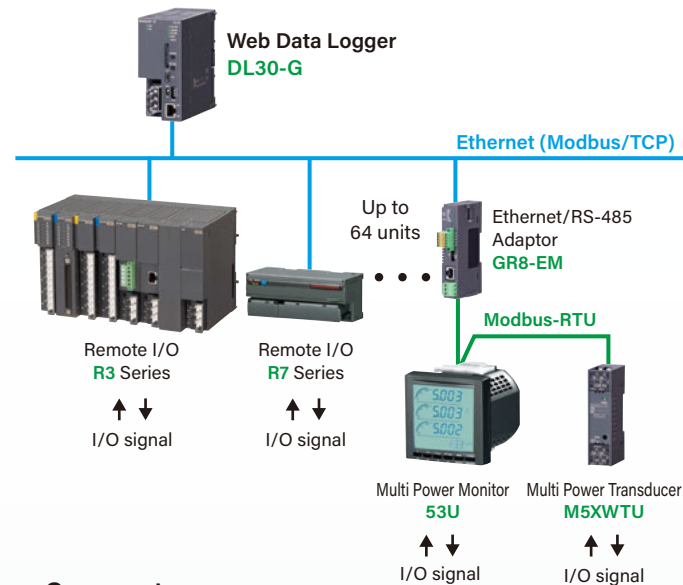 Web Data Logger
DL30-G
Ethernet (Modbus/TCP)
Up to
64 units
Ethernet/RS-485
Adaptor
GR8-EM
Modbus-RTU
Remote I/O
R3 Series
I/O signal
Remote I/O
R7 Series
I/O signal
5.003
5.003
5.002
Multi Power Monitor
53U
I/O signal
Multi Power Transducer
M5XWTU
I/O signal